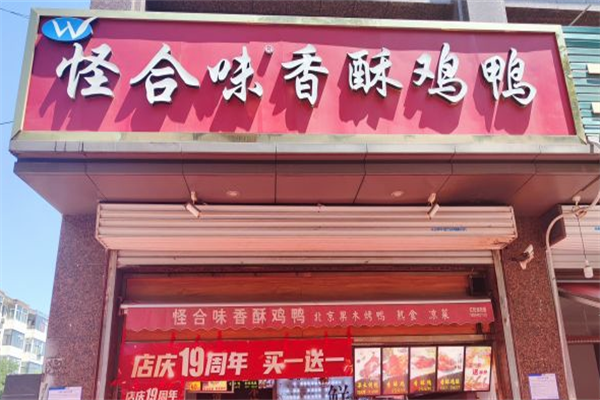 W
怪合味香酥鸡鸭
怪合味香酥鸡鸭 北京果木烤鸭 熟食 凉菜
店庆19周年 买一送一
店庆19周年
鲜